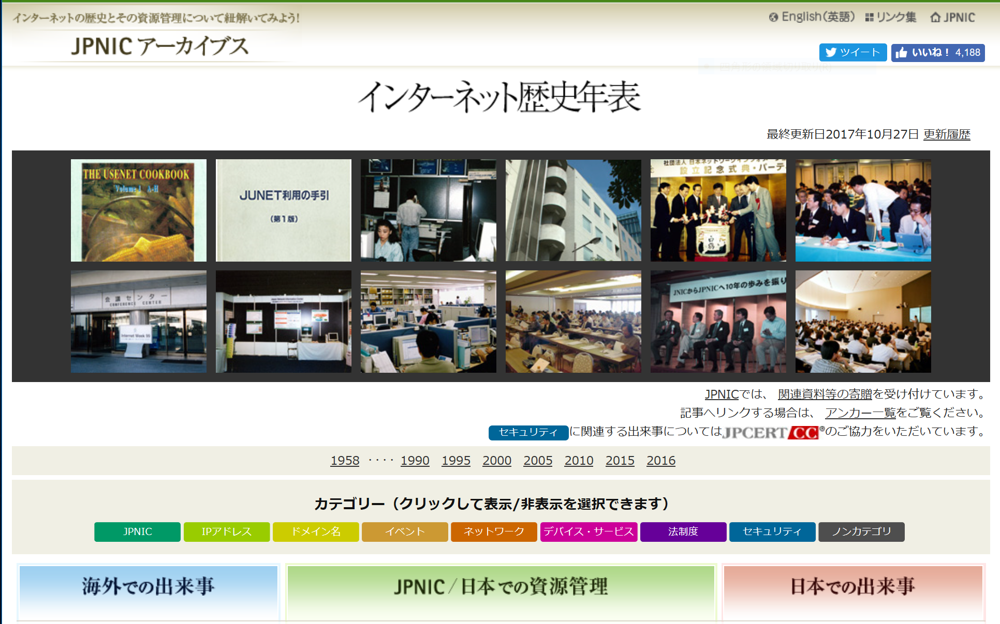 インターネットの歴史とその資源管理について紐解いてみよう!
English(英語) リンク集 JPNIC
JPNIC アーカイブス
ツイート いいね! 4,188
四角形の領域切り取り(R)
インターネット歴史年表
最終更新日2017年10月27日 更新履歴
THE USENET COOKBOOK
Volume I A-H
JUNET利用の手引
(第1版)
設立記念式典・パーテ
会議センター
CONFERENCE CENTER
Internet Week 99
JNICからJPNICへ10年の歩みを振り
JPNICでは、 関連資料等の寄贈を受け付けています。
記事へリンクする場合は、 アンカー一覧をご覧ください。
セキュリティに関連する出来事についてはJPCERT/CC®のご協力をいただいています。
1958 ････ 1990 1995 2000 2005 2010 2015 2016
カテゴリー（クリックして表示/非表示を選択できます）
JPNIC IPアドレス ドメイン名 イベント ネットワーク デバイス・サービス 法制度 セキュリティ ノンカテゴリ
海外での出来事 JPNIC/日本での資源管理 日本での出来事